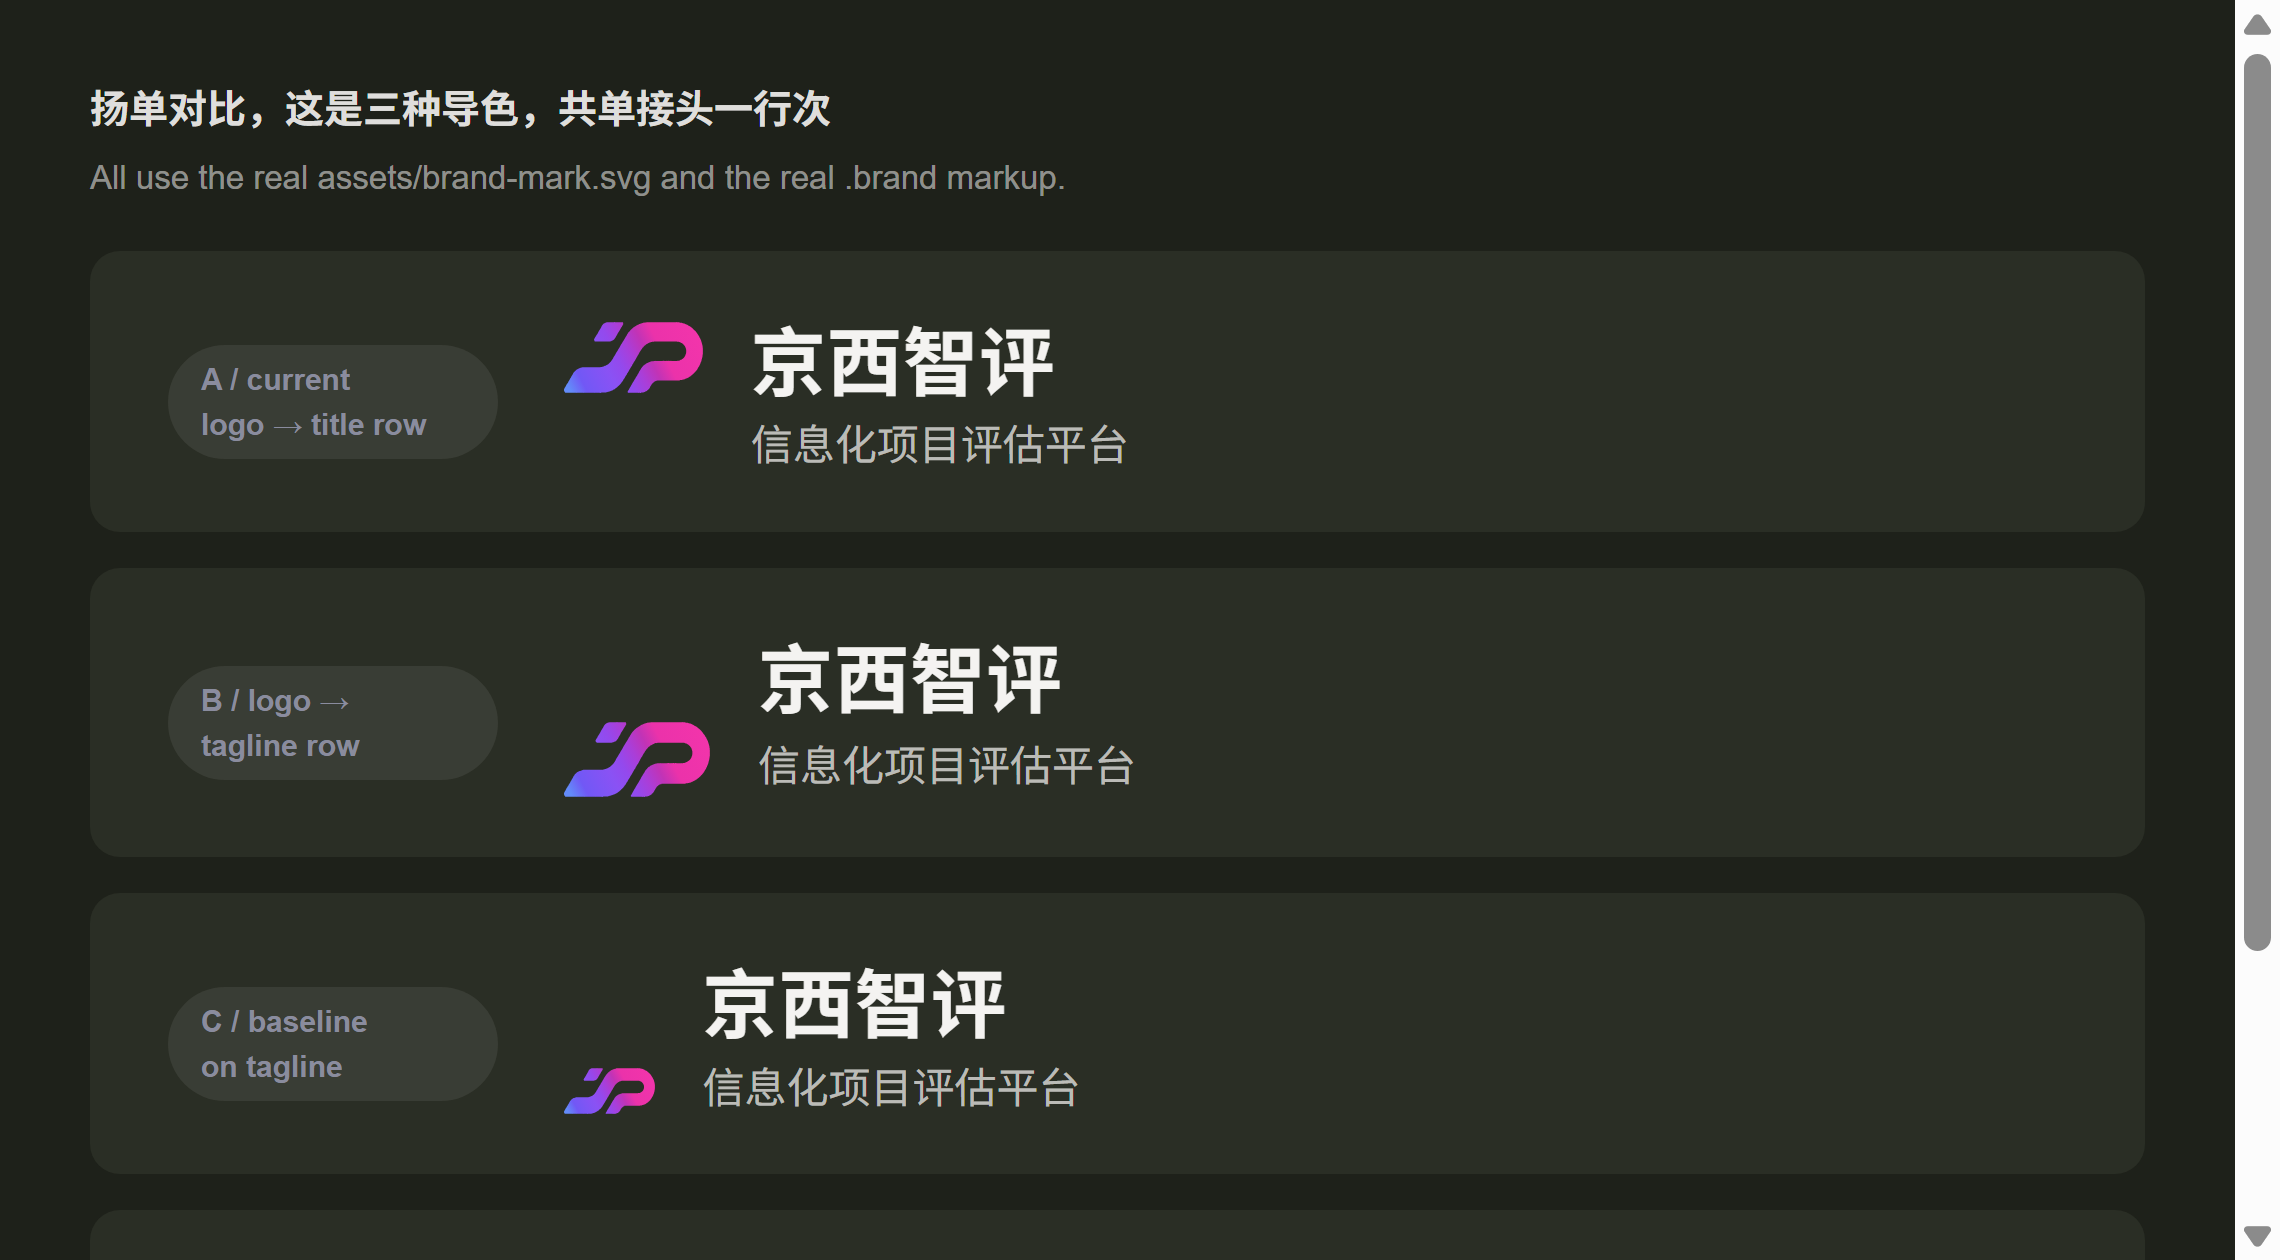 扬单对比，这是三种导色，共单接头一行次
All use the real assets/brand-mark.svg and the real .brand markup.
A / current
logo → title row
京西智评
信息化项目评估平台
B / logo →
tagline row
京西智评
信息化项目评估平台
C / baseline
on tagline
京西智评
信息化项目评估平台